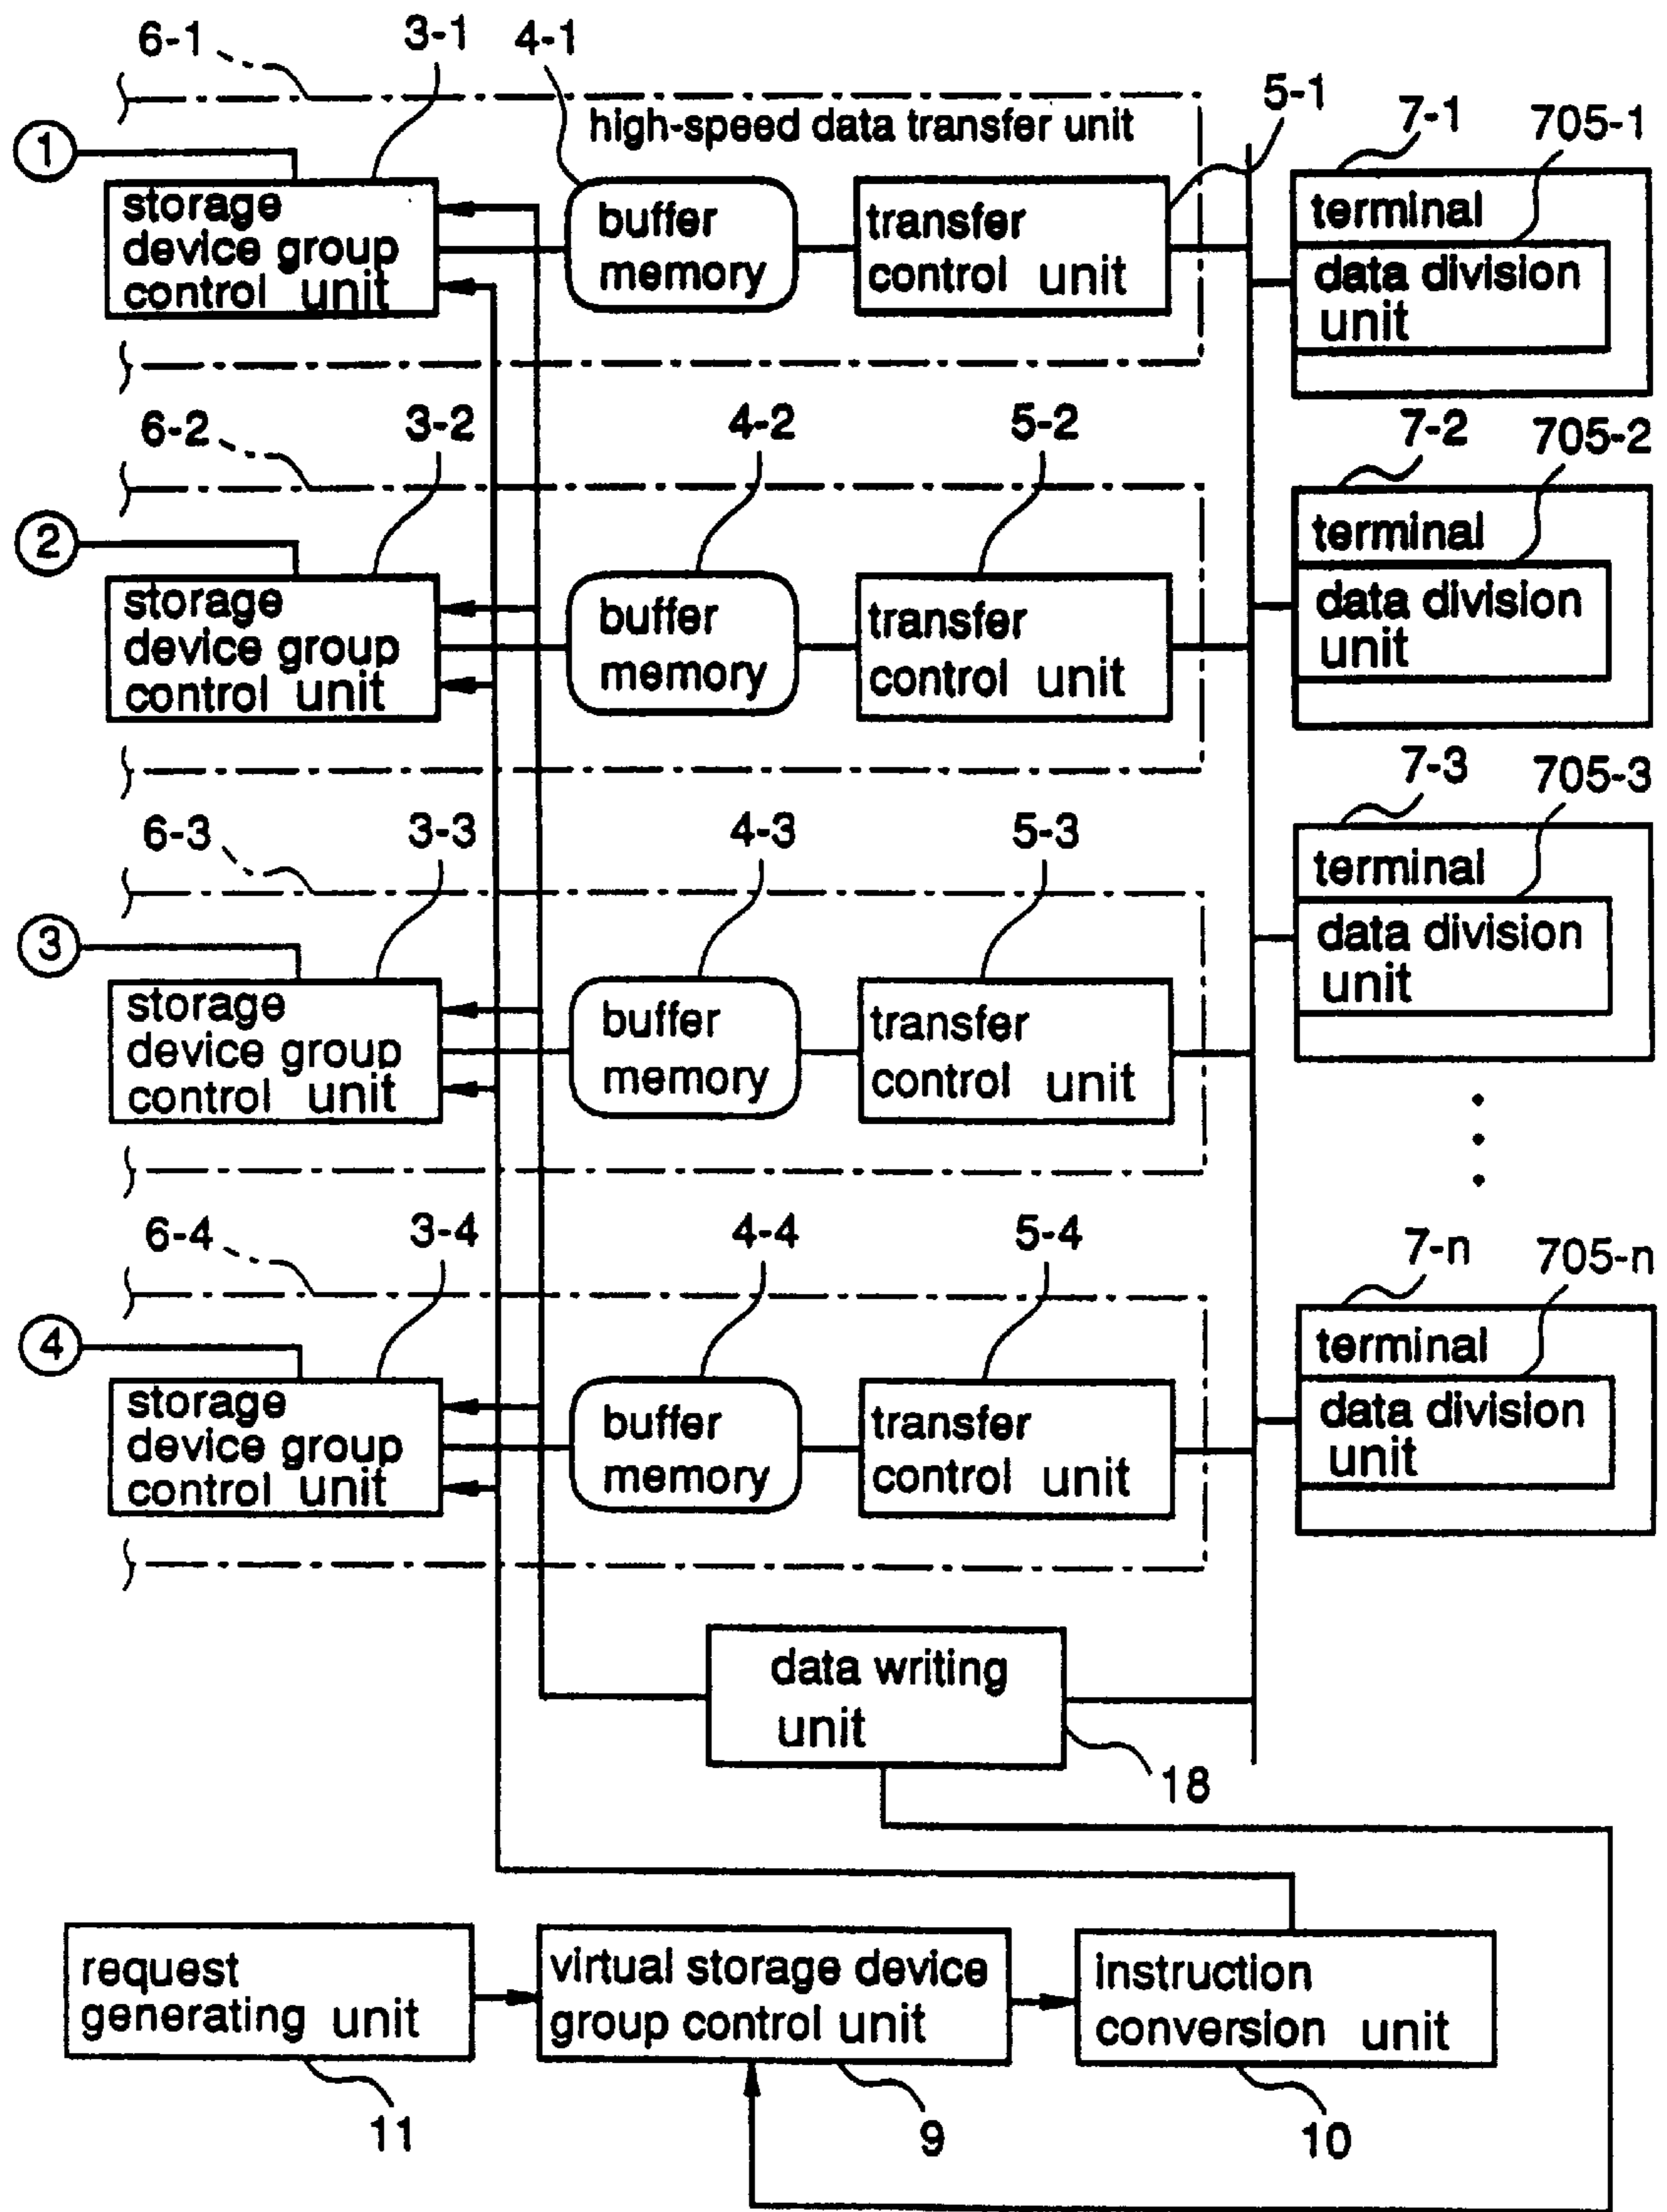 6-1
3-1
4-1
5-1
high-speed data transfer unit
7-1
705-1
1
storage
device group
control unit
buffer
memory
transfer
control unit
terminal
data division
unit
6-2
3-2
4-2
5-2
7-2
705-2
2
storage
device group
control unit
buffer
memory
transfer
control unit
terminal
data division
unit
6-3
3-3
4-3
5-3
7-3
705-3
3
storage
device group
control unit
buffer
memory
transfer
control unit
terminal
data division
unit
6-4
3-4
4-4
5-4
7-n
705-n
4
storage
device group
control unit
buffer
memory
transfer
control unit
terminal
data division
unit
data writing
unit
18
request
generating unit
virtual storage device
group control unit
instruction
conversion unit
11
9
10